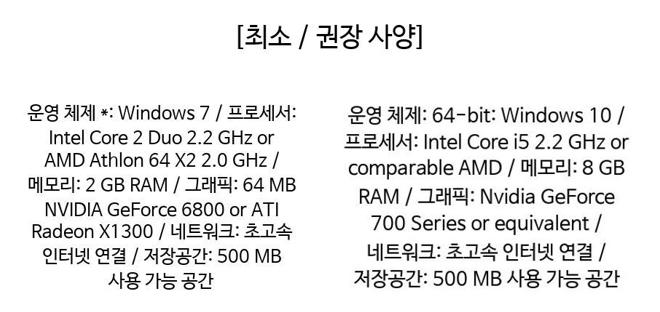 [최소 / 권장 사양]
운영 체제 *: Windows 7 / 프로세서:
Intel Core 2 Duo 2.2 GHz or
AMD Athlon 64 X2 2.0 GHz /
메모리: 2 GB RAM / 그래픽: 64 MB
NVIDIA GeForce 6800 or ATI
Radeon X1300 / 네트워크: 초고속
인터넷 연결 / 저장공간: 500 MB
사용 가능 공간
운영 체제: 64-bit: Windows 10 /
프로세서: Intel Core i5 2.2 GHz or
comparable AMD / 메모리: 8 GB
RAM / 그래픽: Nvidia GeForce
700 Series or equivalent /
네트워크: 초고속 인터넷 연결 /
저장공간: 500 MB 사용 가능 공간